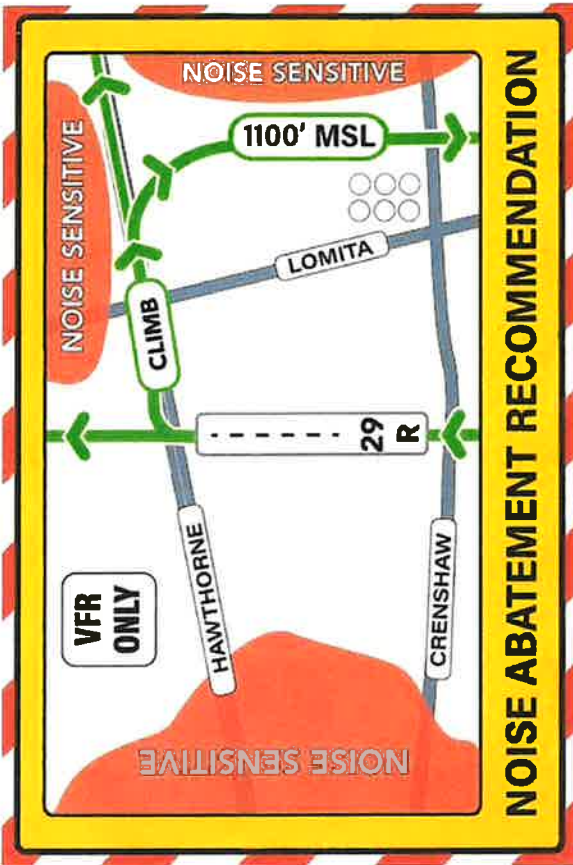 NOISE SENSITIVE
NOISE SENSITIVE
1100' MSL
LOMITA
CLIMB
29
R
VFR
ONLY
HAWTHORNE
CRENSHAW
NOISE SENSITIVE
NOISE ABATEMENT RECOMMENDATION